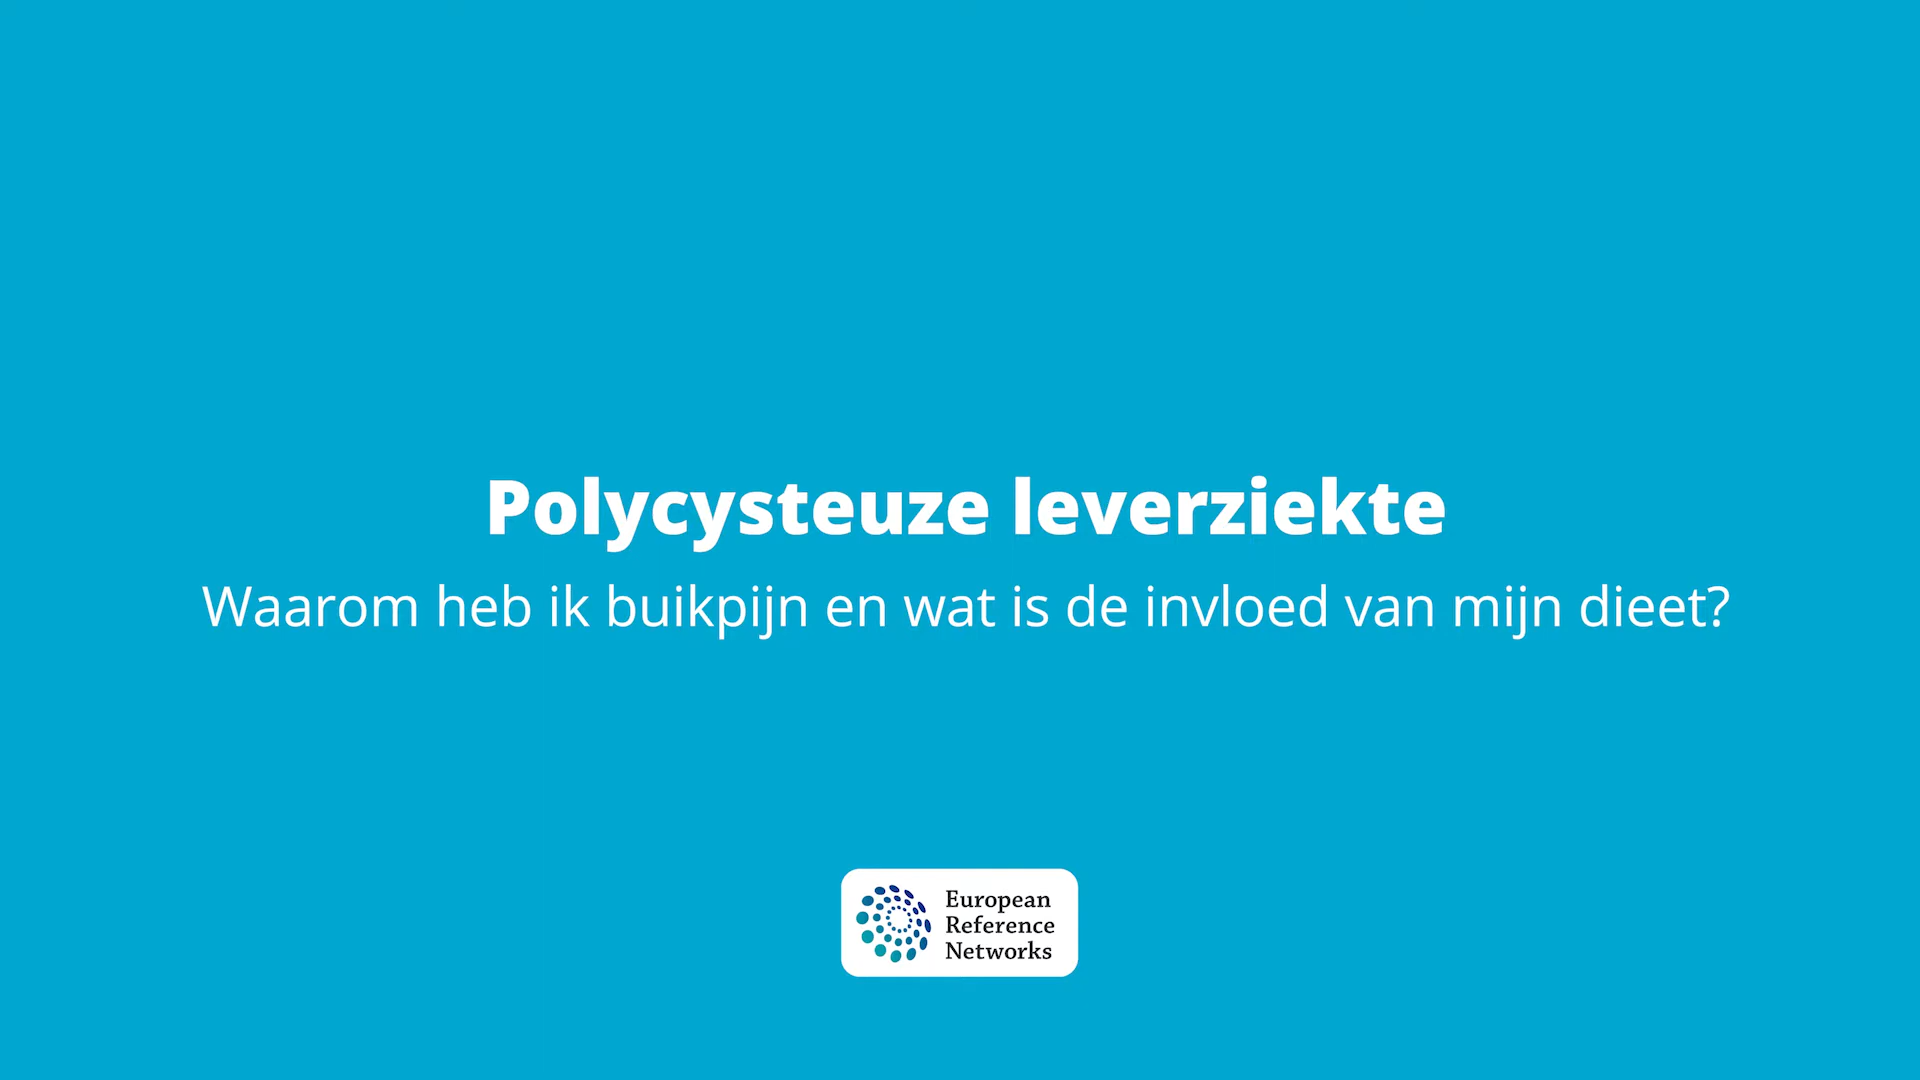 Polycysteuze leverziekte
Waarom heb ik buikpijn en wat is de invloed van mijn dieet?
European
Reference
Networks